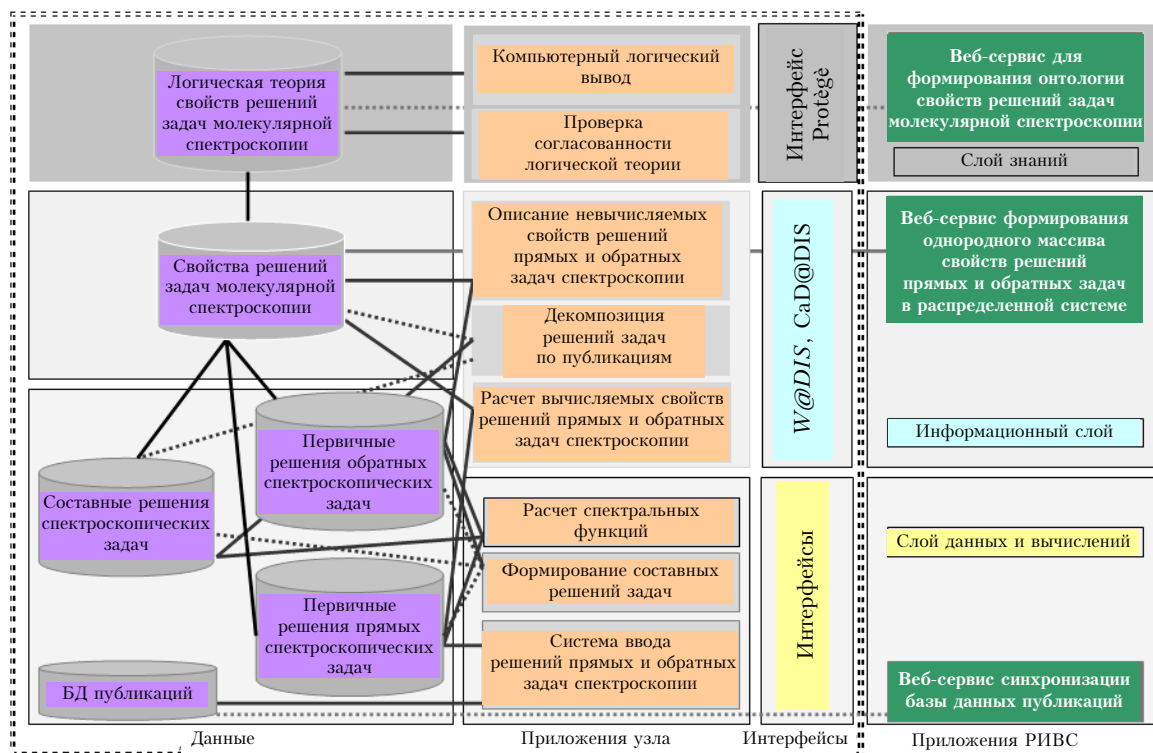 Логическая теория
свойств решений
задач молекулярной
спектроскопии
Компьютерный логический
вывод
Проверка
согласованности
логической теории
Интерфейс
Protègè
Веб-сервис для
формирования онтологии
свойств решений задач
молекулярной спектроскопии
Слой знаний
Свойства решений
задач молекулярной
спектроскопии
Описание невычисляемых
свойств решений
прямых и обратных
задач спектроскопии
Декомпозиция
решений задач
по публикациям
Расчет вычисляемых свойств
решений прямых и обратных
задач спектроскопии
W@DIS, CaD@DIS
Веб-сервис формирования
однородного массива
свойств решений
прямых и обратных задач
в распределенной системе
Информационный слой
Первичные
решения обратных
спектроскопических
задач
Составные решения
спектроскопических
задач
Первичные
решения прямых
спектроскопических
задач
БД публикаций
Расчет спектральных
функций
Формирование составных
решений задач
Система ввода
решений прямых и обратных
задач спектроскопии
Интерфейсы
Слой данных и вычислений
Веб-сервис синхронизации
базы данных публикаций
Данные
Приложения узла
Интерфейсы
Приложения РИВС